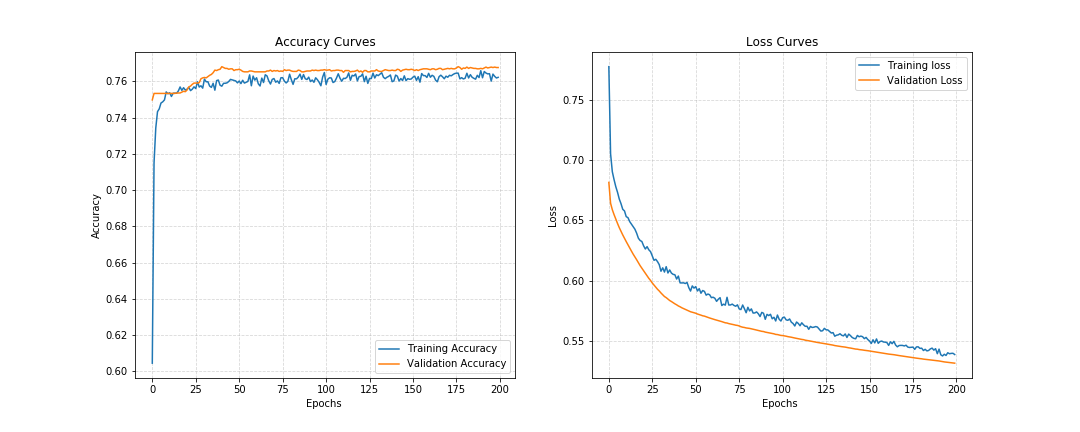 Accuracy Curves
Accuracy
0.76
0.74
0.72
0.70
0.68
0.66
0.64
0.62
0.60
Training Accuracy
Validation Accuracy
0 25 50 75 100 125 150 175 200
Epochs
Loss Curves
Loss
0.75
0.70
0.65
0.60
0.55
Training loss
Validation Loss
0 25 50 75 100 125 150 175 200
Epochs